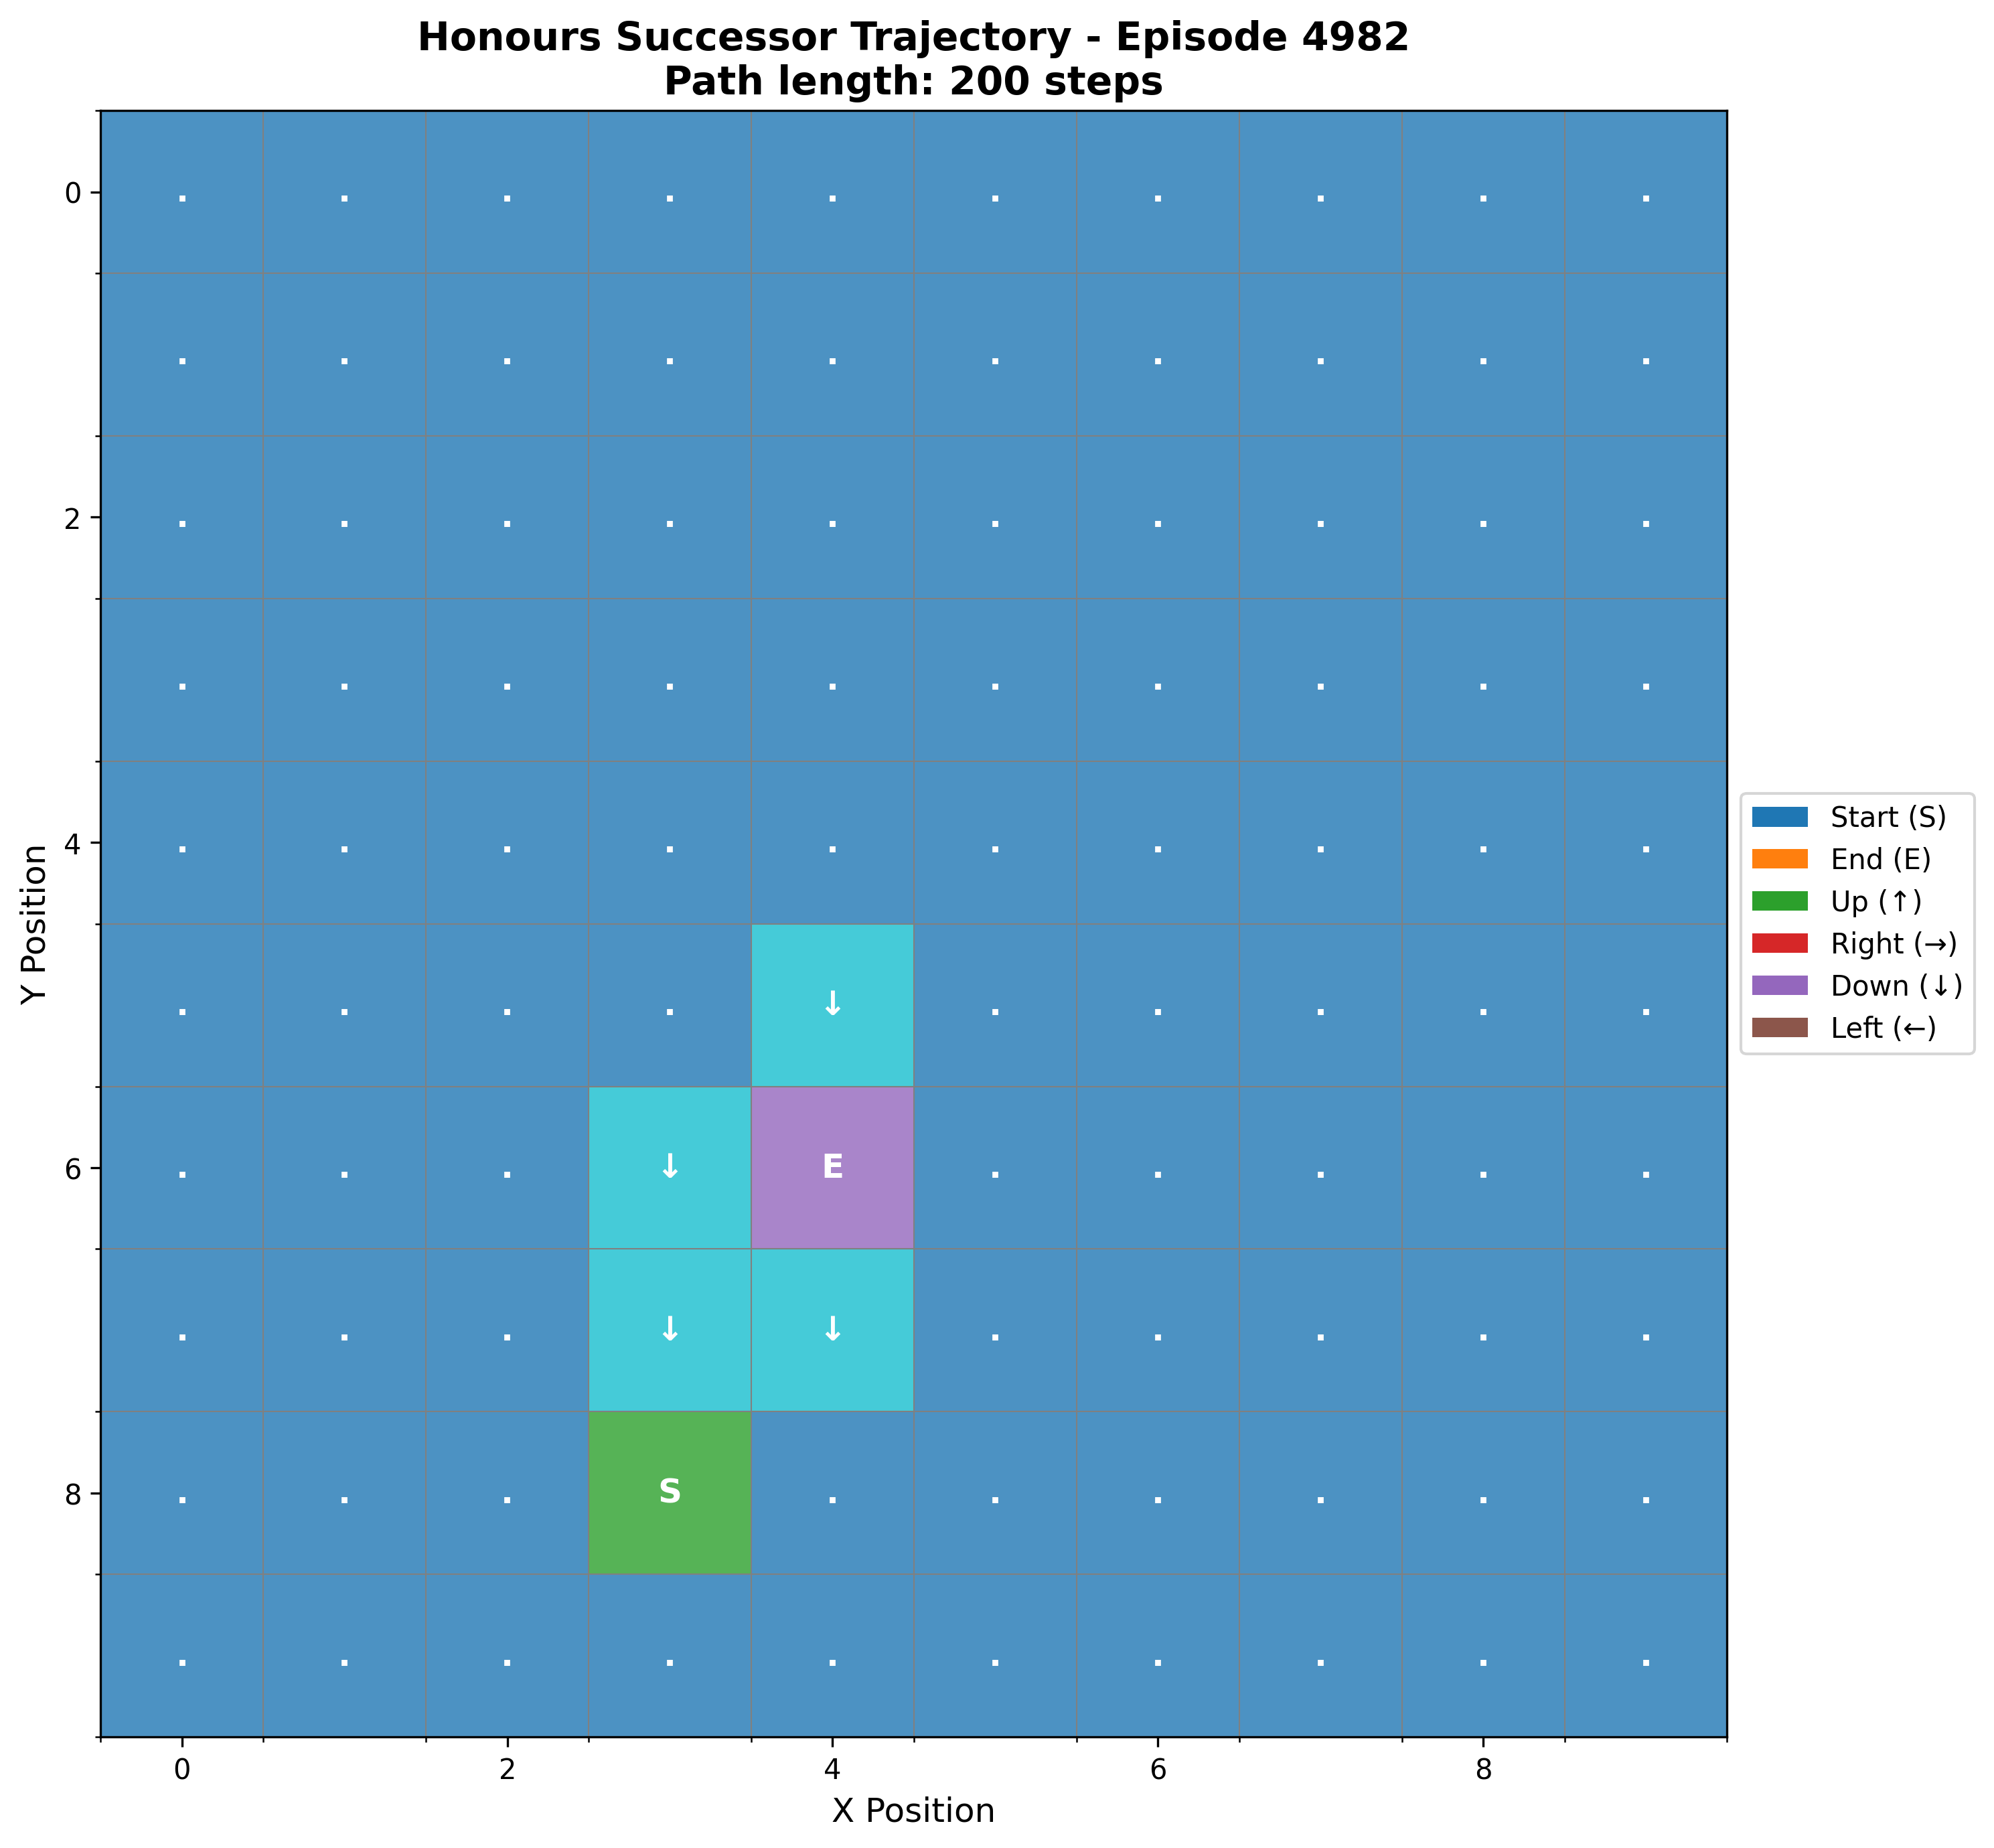 Honours Successor Trajectory - Episode 4982
Path length: 200 steps
0
2
4
6
8
Y Position
· · · · · · · · · ·
· · · · · · · · · ·
· · · · · · · · · ·
· · · · · · · · · ·
· · · · · · · · · ·
· · · · ↓ · · · · ·
· · · ↓ E · · · · ·
· · · ↓ ↓ · · · · ·
· · · S · · · · · ·
· · · · · · · · · ·
0 2 4 6 8
X Position
Start (S)
End (E)
Up (↑)
Right (→)
Down (↓)
Left (←)